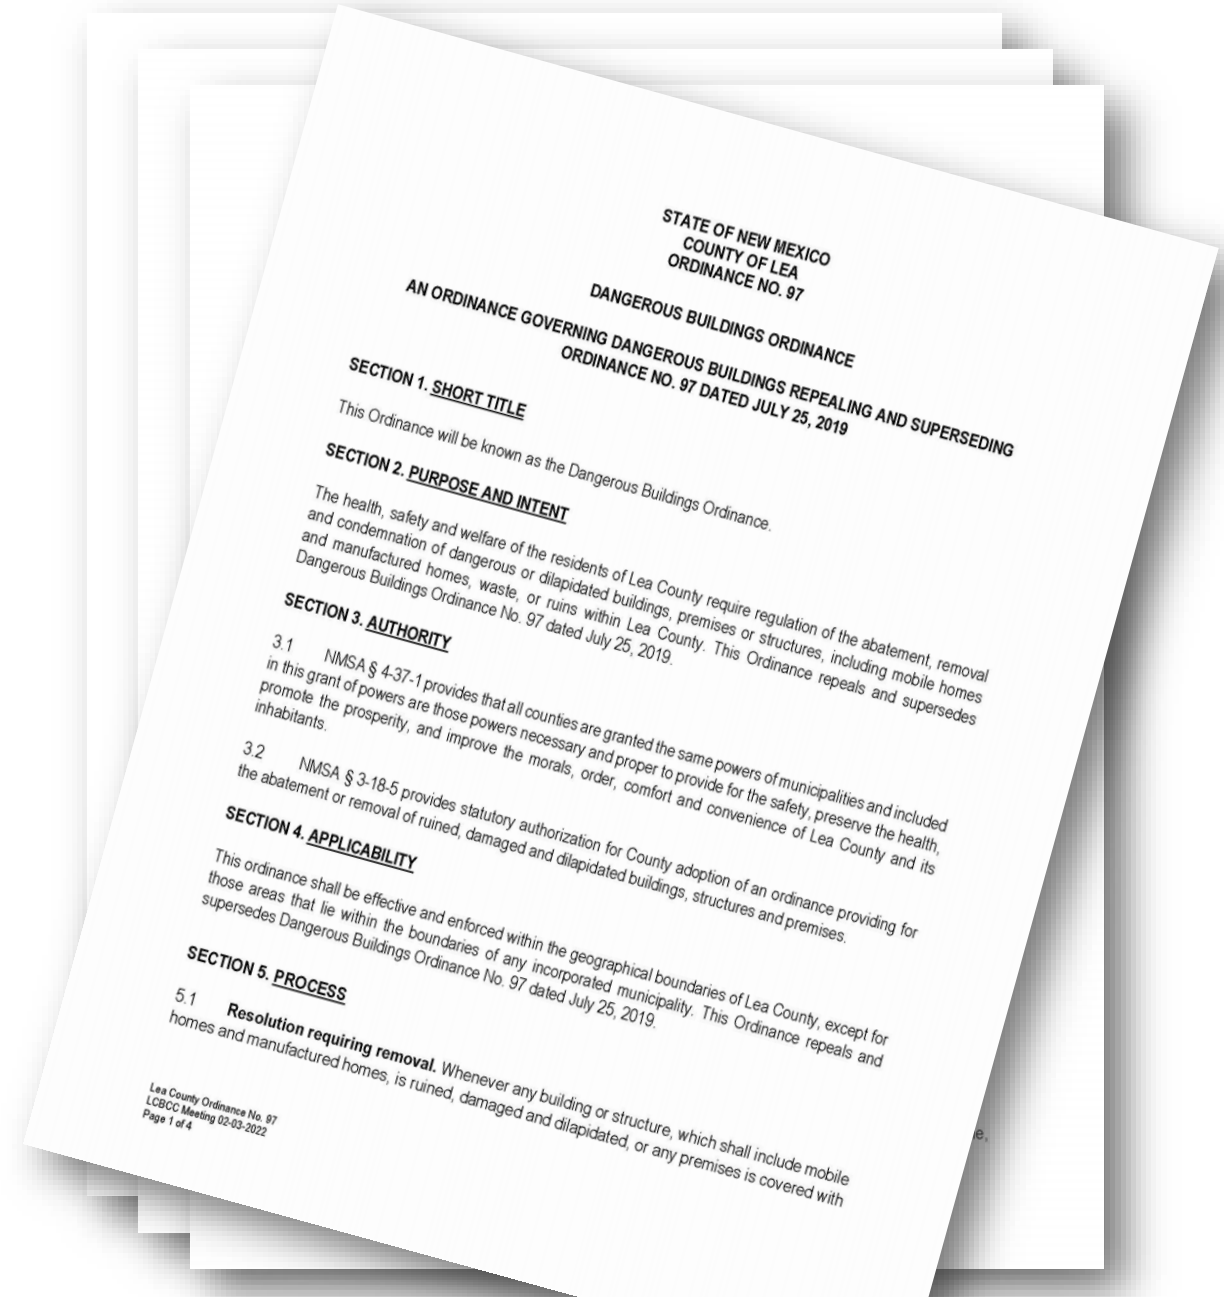 STATE OF NEW MEXICO
COUNTY OF LEA
ORDINANCE NO. 97
DANGEROUS BUILDINGS ORDINANCE
AN ORDINANCE GOVERNING DANGEROUS BUILDINGS REPEALING AND SUPERSEDING
ORDINANCE NO. 97 DATED JULY 25, 2019
SECTION 1. SHORT TITLE
This Ordinance will be known as the Dangerous Buildings Ordinance.
SECTION 2. PURPOSE AND INTENT
The health, safety and welfare of the residents of Lea County require regulation of the abatement, removal
and condemnation of dangerous or dilapidated buildings, premises or structures, including mobile homes
and manufactured homes, waste, or ruins within Lea County. This Ordinance repeals and supersedes
Dangerous Buildings Ordinance No. 97 dated July 25, 2019.
SECTION 3. AUTHORITY
3.1 NMSA § 4-37-1 provides that all counties are granted the same powers of municipalities and included
in this grant of powers are those powers necessary and proper to provide for the safety, preserve the health,
promote the prosperity, and improve the morals, order, comfort and convenience of Lea County and its
inhabitants.
3.2 NMSA § 3-18-5 provides statutory authorization for County adoption of an ordinance providing for
the abatement or removal of ruined, damaged and dilapidated buildings, structures and premises.
SECTION 4. APPLICABILITY
This ordinance shall be effective and enforced within the geographical boundaries of Lea County, except for
those areas that lie within the boundaries of any incorporated municipality. This Ordinance repeals and
supersedes Dangerous Buildings Ordinance No. 97 dated July 25, 2019.
SECTION 5. PROCESS
5.1 Resolution requiring removal. Whenever any building or structure, which shall include mobile
homes and manufactured homes, is ruined, damaged and dilapidated, or any premises is covered with
Lea County Ordinance No. 97
LCBCC Meeting 02-03-2022
Page 1 of 4